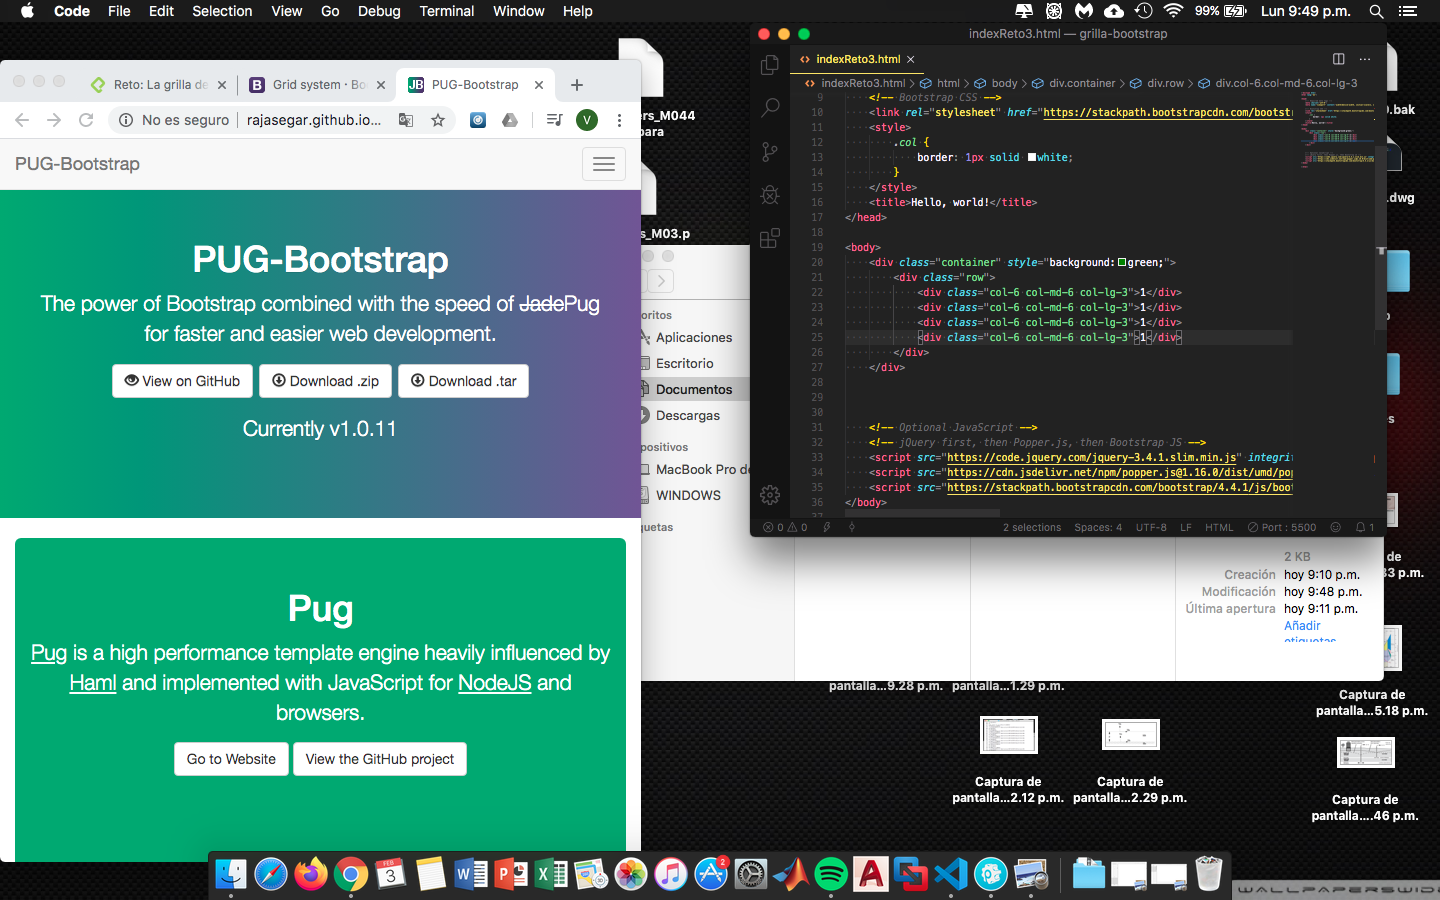 Code File Edit Selection View Go Debug Terminal Window Help
99% Lun 9:49 p.m.
Reto: La grilla de
Grid system · Bo
PUG-Bootstrap
No es seguro rajasegar.github.io...
V
PUG-Bootstrap
PUG-Bootstrap
The power of Bootstrap combined with the speed of JadePug
for faster and easier web development.
View on GitHub
Download .zip
Download .tar
Currently v1.0.11
Pug
Pug is a high performance template engine heavily influenced by
Haml and implemented with JavaScript for NodeJS and
browsers.
Go to Website
View the GitHub project
ers_M044
para
s_M03.p
oritos
Aplicaciones
Escritorio
Documentos
Descargas
positivos
MacBook Pro de
WINDOWS
quetas
indexReto3.html — grilla-bootstrap
indexReto3.html
indexReto3.html > html > body > div.container > div.row > div.col-6.col-md-6.col-lg-3
9 <!-- Bootstrap CSS -->
10 <link rel="stylesheet" href="https://stackpath.bootstrapcdn.com/bootst
11 <style>
12 .col {
13 border: 1px solid white;
14 }
15 </style>
16 <title>Hello, world!</title>
17 </head>
18
19 <body>
20 <div class="container" style="background: green;">
21 <div class="row">
22 <div class="col-6 col-md-6 col-lg-3">1</div>
23 <div class="col-6 col-md-6 col-lg-3">1</div>
24 <div class="col-6 col-md-6 col-lg-3">1</div>
25 <div class="col-6 col-md-6 col-lg-3">1</div>
26 </div>
27 </div>
28
29
30
31 <!-- Optional JavaScript -->
32 <!-- jQuery first, then Popper.js, then Bootstrap JS -->
33 <script src="https://code.jquery.com/jquery-3.4.1.slim.min.js" integri
34 <script src="https://cdn.jsdelivr.net/npm/popper.js@1.16.0/dist/umd/po
35 <script src="https://stackpath.bootstrapcdn.com/bootstrap/4.4.1/js/boo
36 </body>
37
0 0 2 selections Spaces: 4 UTF-8 LF HTML Port : 5500 1
).bak
.dwg
2 KB
Creación hoy 9:10 p.m.
Modificación hoy 9:48 p.m.
Última apertura hoy 9:11 p.m.
Añadir
etiquetas
de
33 p.m.
pantalla...9.28 p.m.
pantalla...1.29 p.m.
Captura de
pantalla...5.18 p.m.
Captura de
pantalla...2.12 p.m.
Captura de
pantalla...2.29 p.m.
Captura de
pantalla....46 p.m.
FEB
3
2
WALLPAPERSWIDE